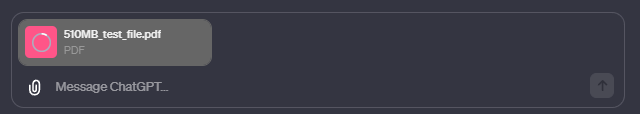 510MB_test_file.pdf
PDF
Message ChatGPT...